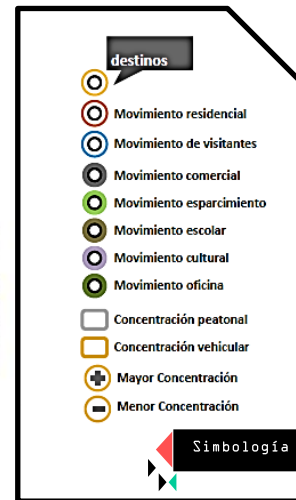 destinos
Movimiento residencial
Movimiento de visitantes
Movimiento comercial
Movimiento esparcimiento
Movimiento escolar
Movimiento cultural
Movimiento oficina
Concentración peatonal
Concentración vehicular
Mayor Concentración
Menor Concentración
Simbología